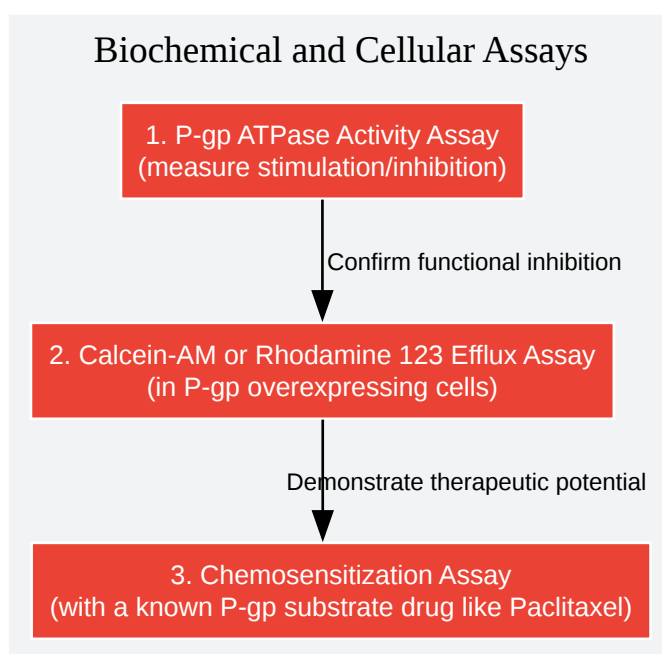 Biochemical and Cellular Assays
1. P-gp ATPase Activity Assay
(measure stimulation/inhibition)
Confirm functional inhibition
2. Calcein-AM or Rhodamine 123 Efflux Assay
(in P-gp overexpressing cells)
Demonstrate therapeutic potential
3. Chemosensitization Assay
(with a known P-gp substrate drug like Paclitaxel)